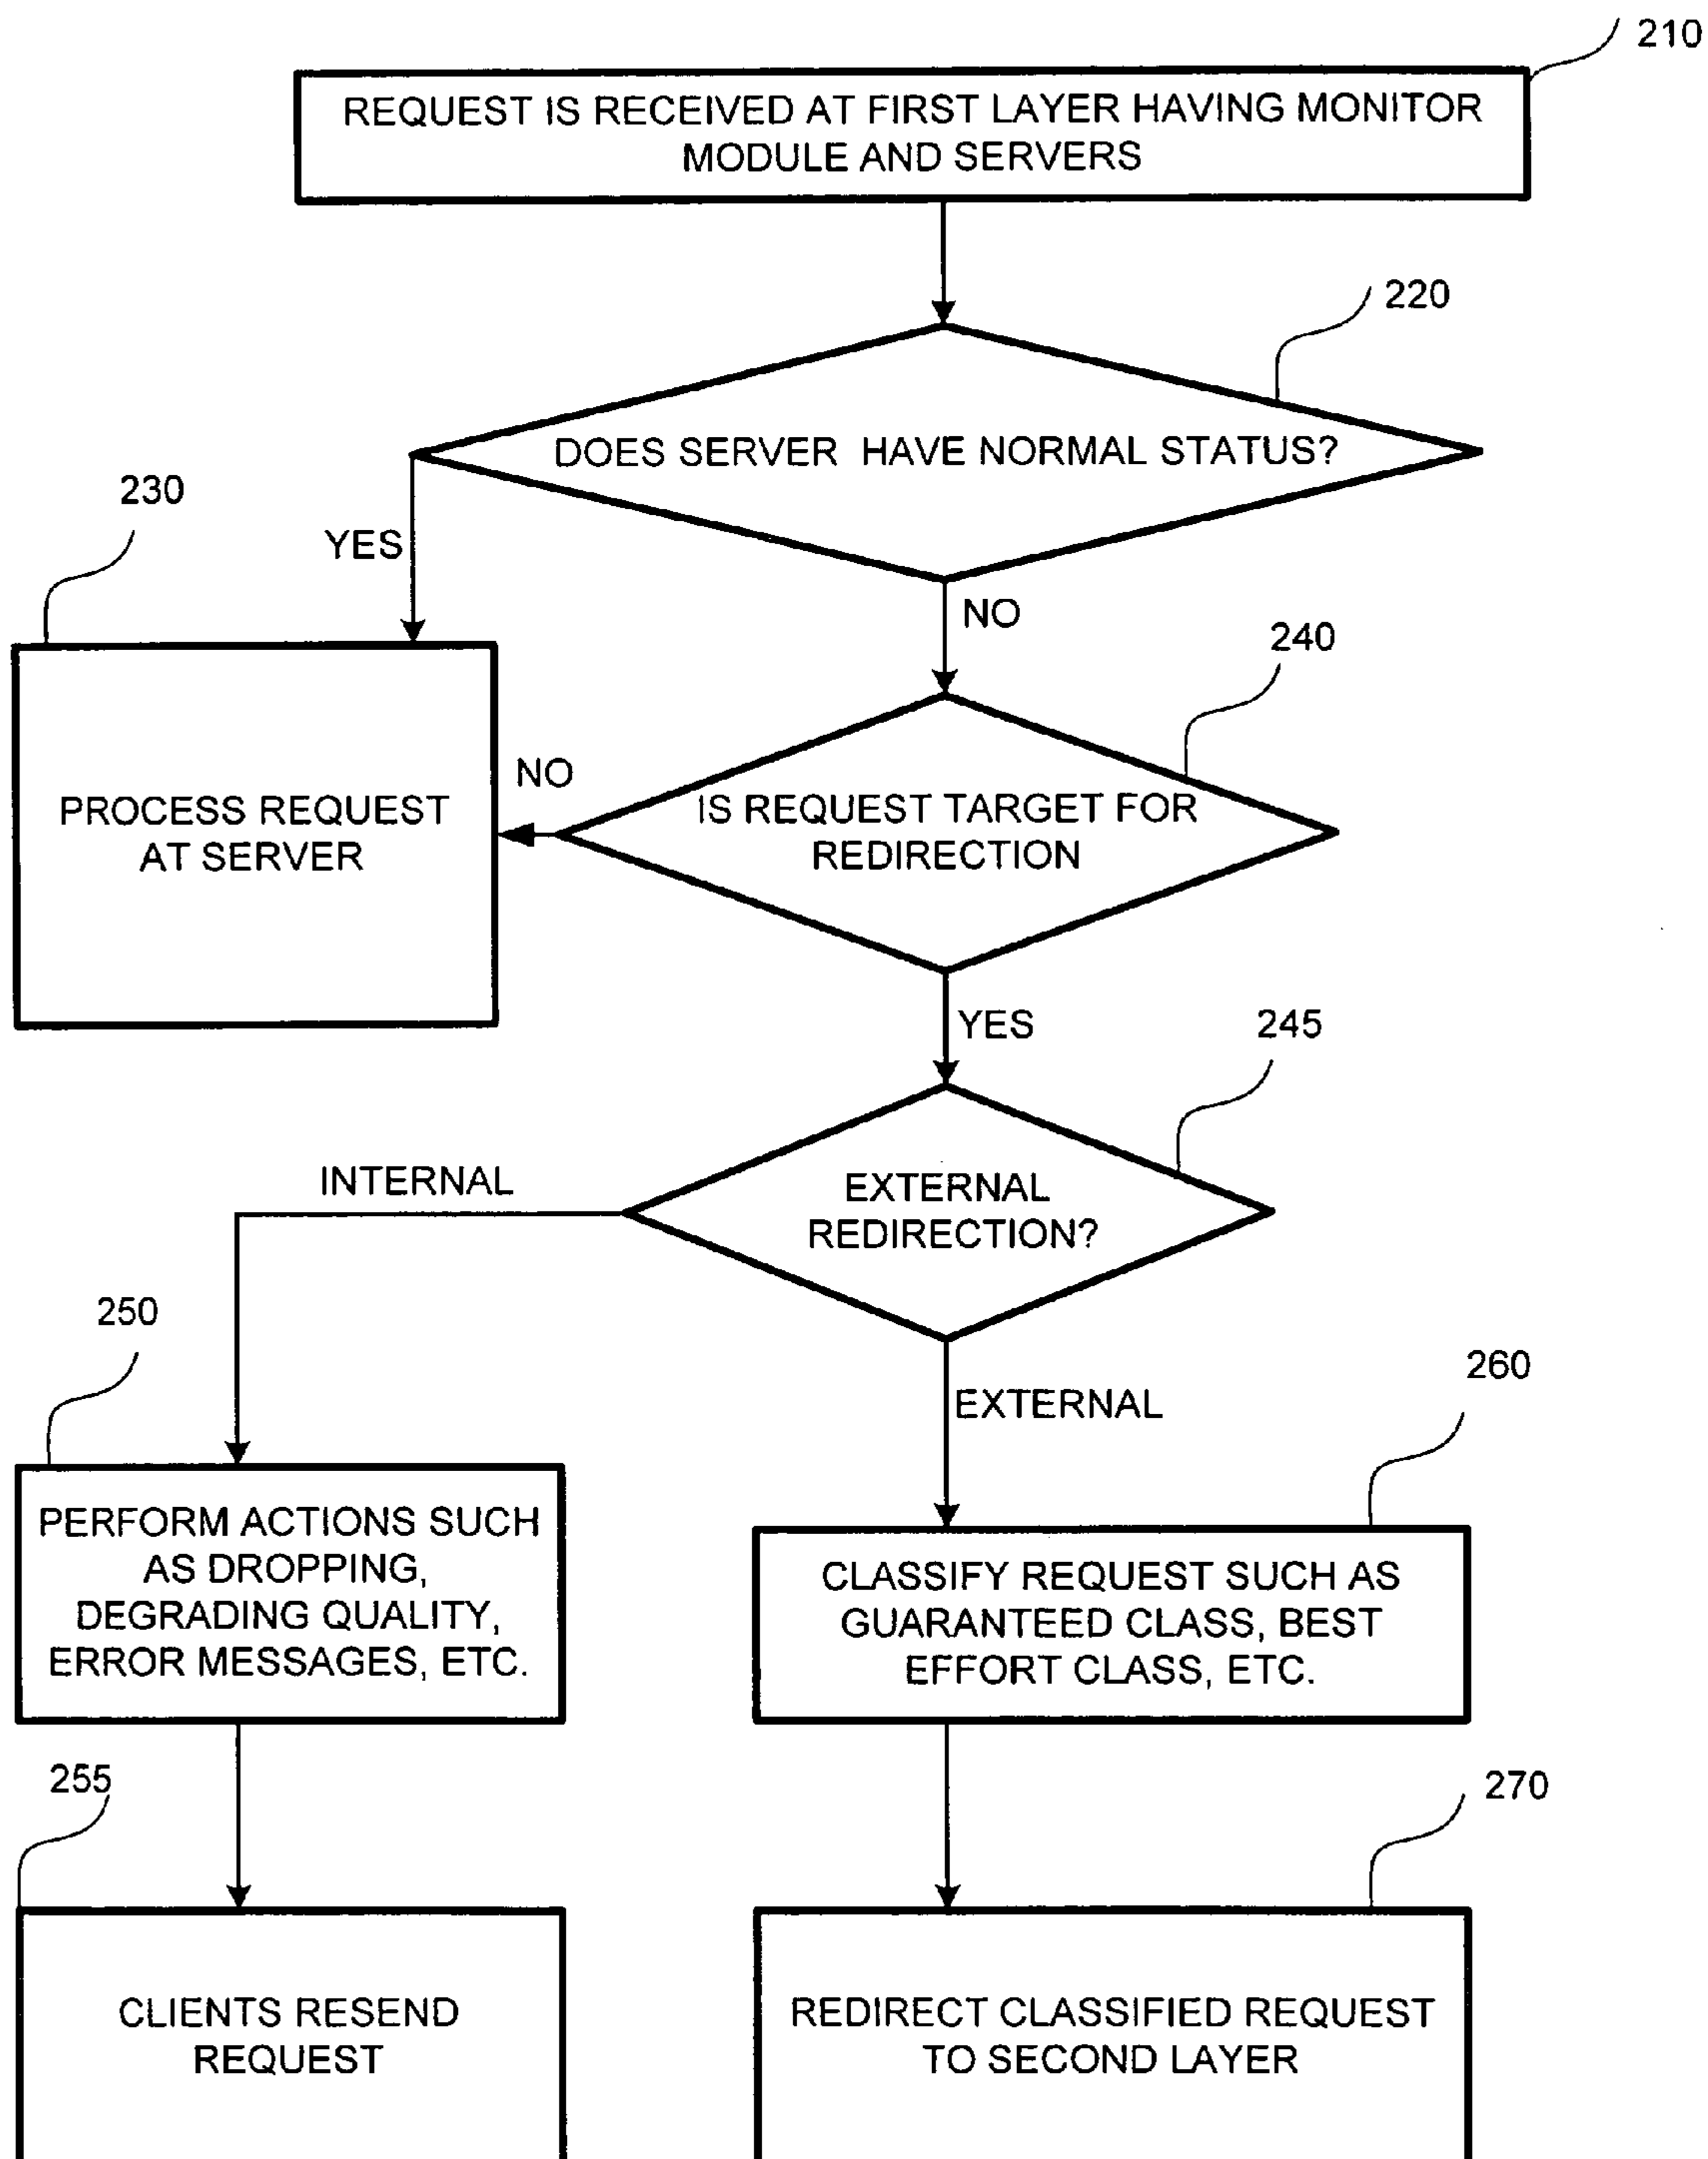 210
REQUEST IS RECEIVED AT FIRST LAYER HAVING MONITOR
MODULE AND SERVERS
220
DOES SERVER HAVE NORMAL STATUS?
230
YES
NO
240
PROCESS REQUEST
AT SERVER
NO
IS REQUEST TARGET FOR
REDIRECTION
YES
245
INTERNAL
EXTERNAL
REDIRECTION?
250
EXTERNAL
260
PERFORM ACTIONS SUCH
AS DROPPING,
DEGRADING QUALITY,
ERROR MESSAGES, ETC.
CLASSIFY REQUEST SUCH AS
GUARANTEED CLASS, BEST
EFFORT CLASS, ETC.
255
270
CLIENTS RESEND
REQUEST
REDIRECT CLASSIFIED REQUEST
TO SECOND LAYER